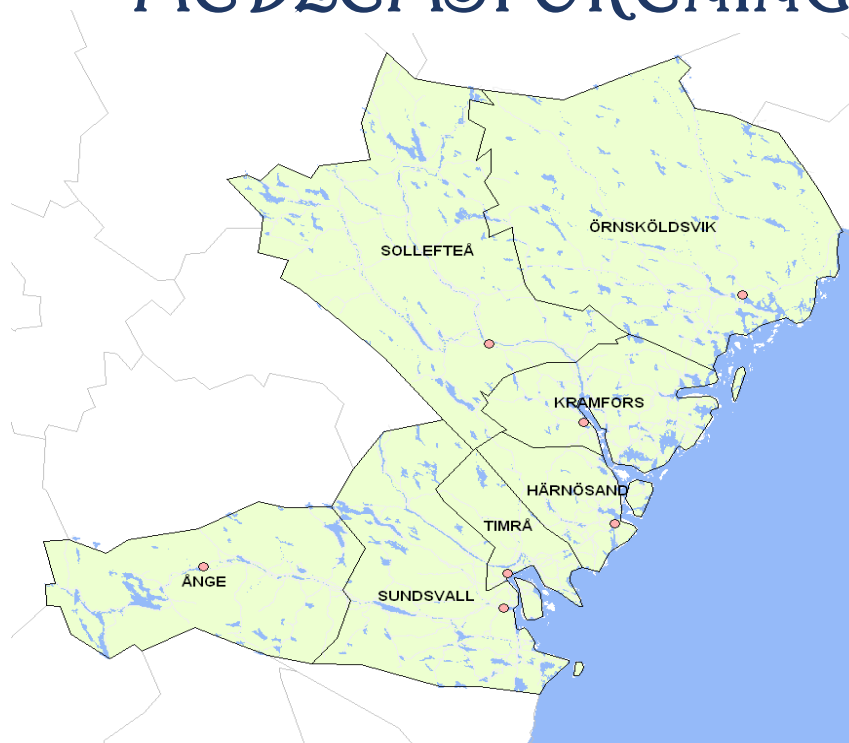 ÖRNSKÖLDSVIK
SOLLEFTEÅ
KRAMFORS
HÄRNÖSAND
TIMRÅ
ÅNGE
SUNDSVALL